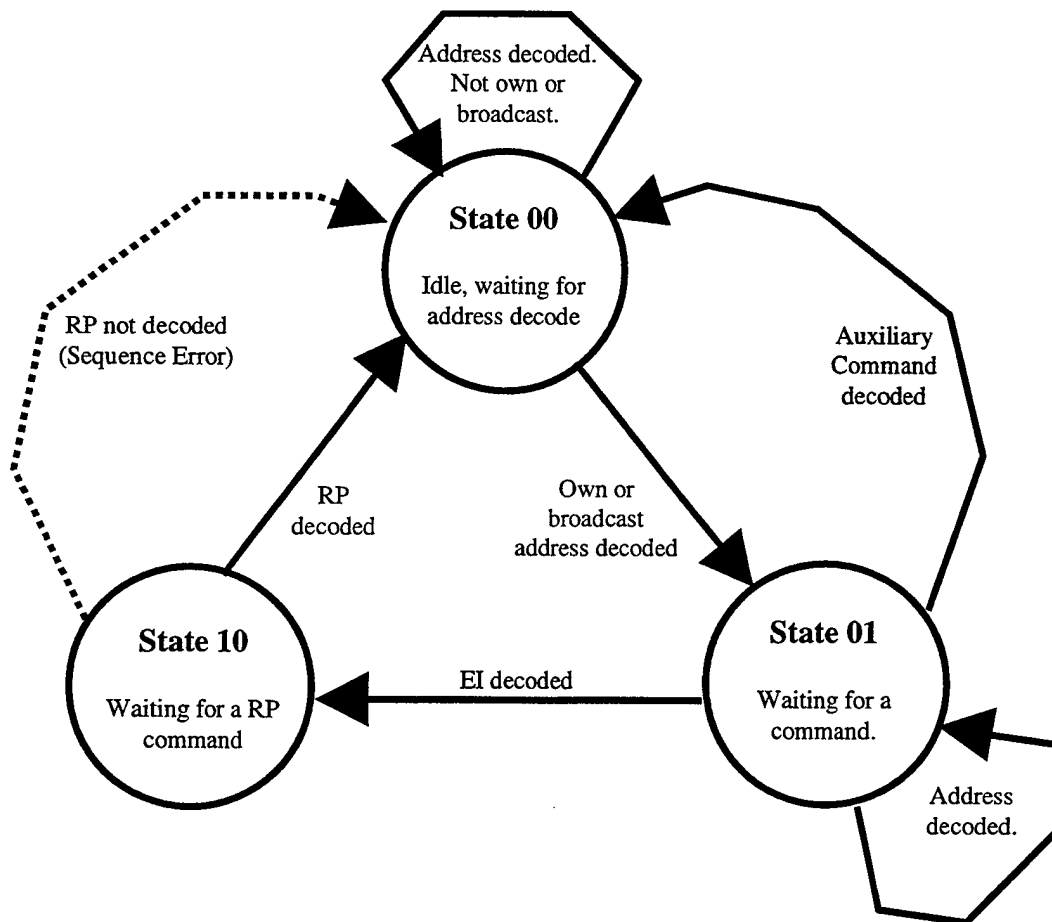 Address decoded.
Not own or
broadcast.
State 00
Idle, waiting for
address decode
RP not decoded
(Sequence Error)
Auxiliary
Command
decoded
RP
decoded
Own or
broadcast
address decoded
State 10
Waiting for a RP
command
EI decoded
State 01
Waiting for a
command.
Address
decoded.